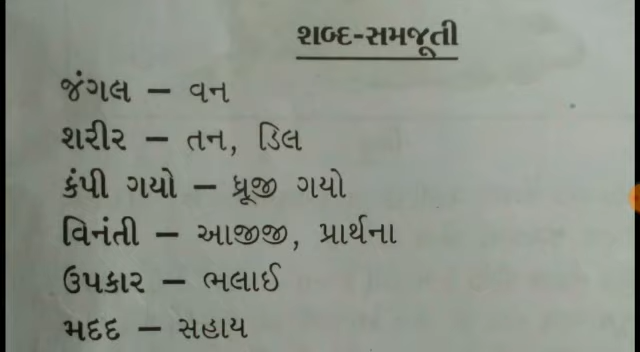 શબ્દ-સમજૂતી
જંગલ – વન
શરીર – તન, ડિલ
કંપી ગયો – ધ્રૂજી ગયો
વિનંતી – આજીજી, પ્રાર્થના
ઉપકાર – ભલાઈ
મદદ – સહાય